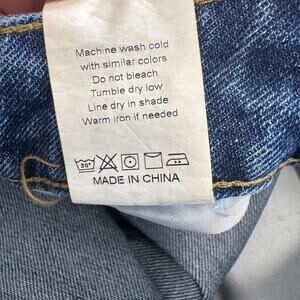 Machine wash cold
with similar colors
Do not bleach
Tumble dry low
Line dry in shade
Warm iron if needed
30°
MADE IN CHINA